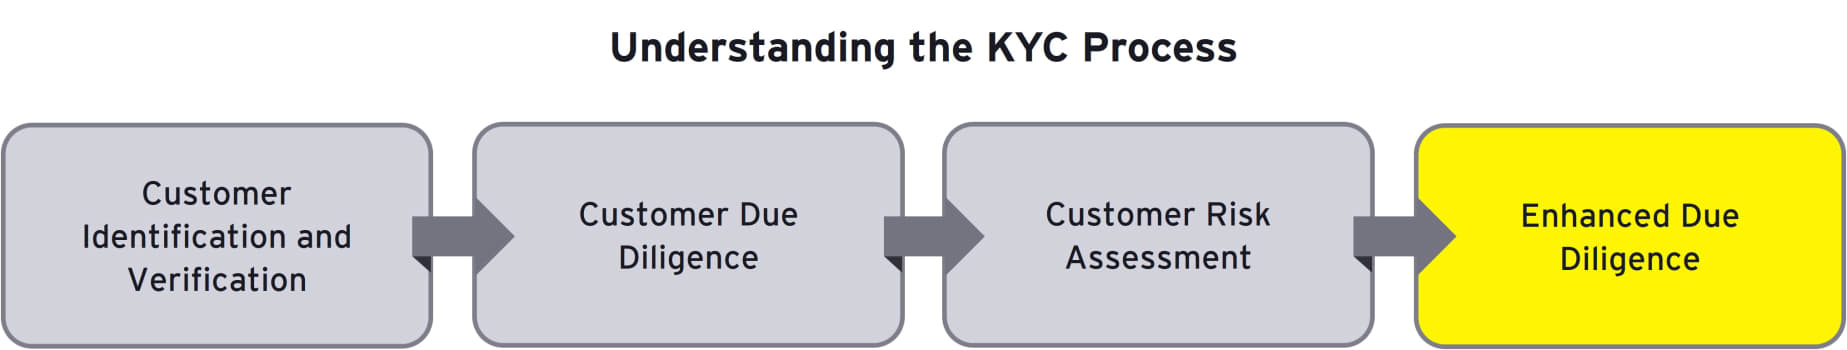 Understanding the KYC Process
Customer
Identification and
Verification
Customer Due
Diligence
Customer Risk
Assessment
Enhanced Due
Diligence